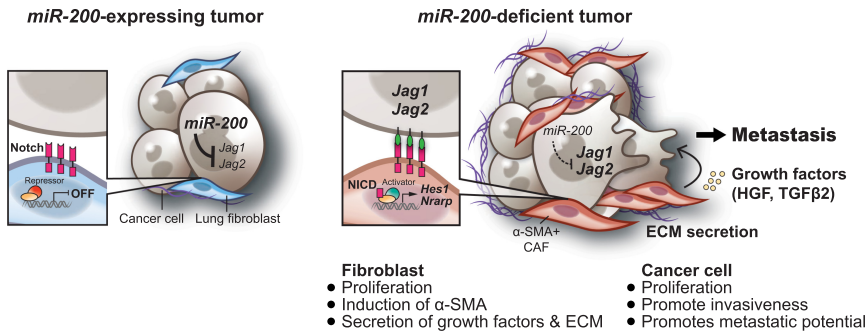 miR-200-expressing tumor
Notch
Repressor
OFF
miR-200
Jag1
Jag2
Cancer cell
Lung fibroblast
miR-200-deficient tumor
Jag1
Jag2
NICD
Activator
Hes1
Nrarp
miR-200
Jag1
Jag2
α-SMA+
CAF
Metastasis
Growth factors
(HGF, TGFβ2)
ECM secretion
Fibroblast
● Proliferation
● Induction of α-SMA
● Secretion of growth factors & ECM
Cancer cell
● Proliferation
● Promote invasiveness
● Promotes metastatic potential